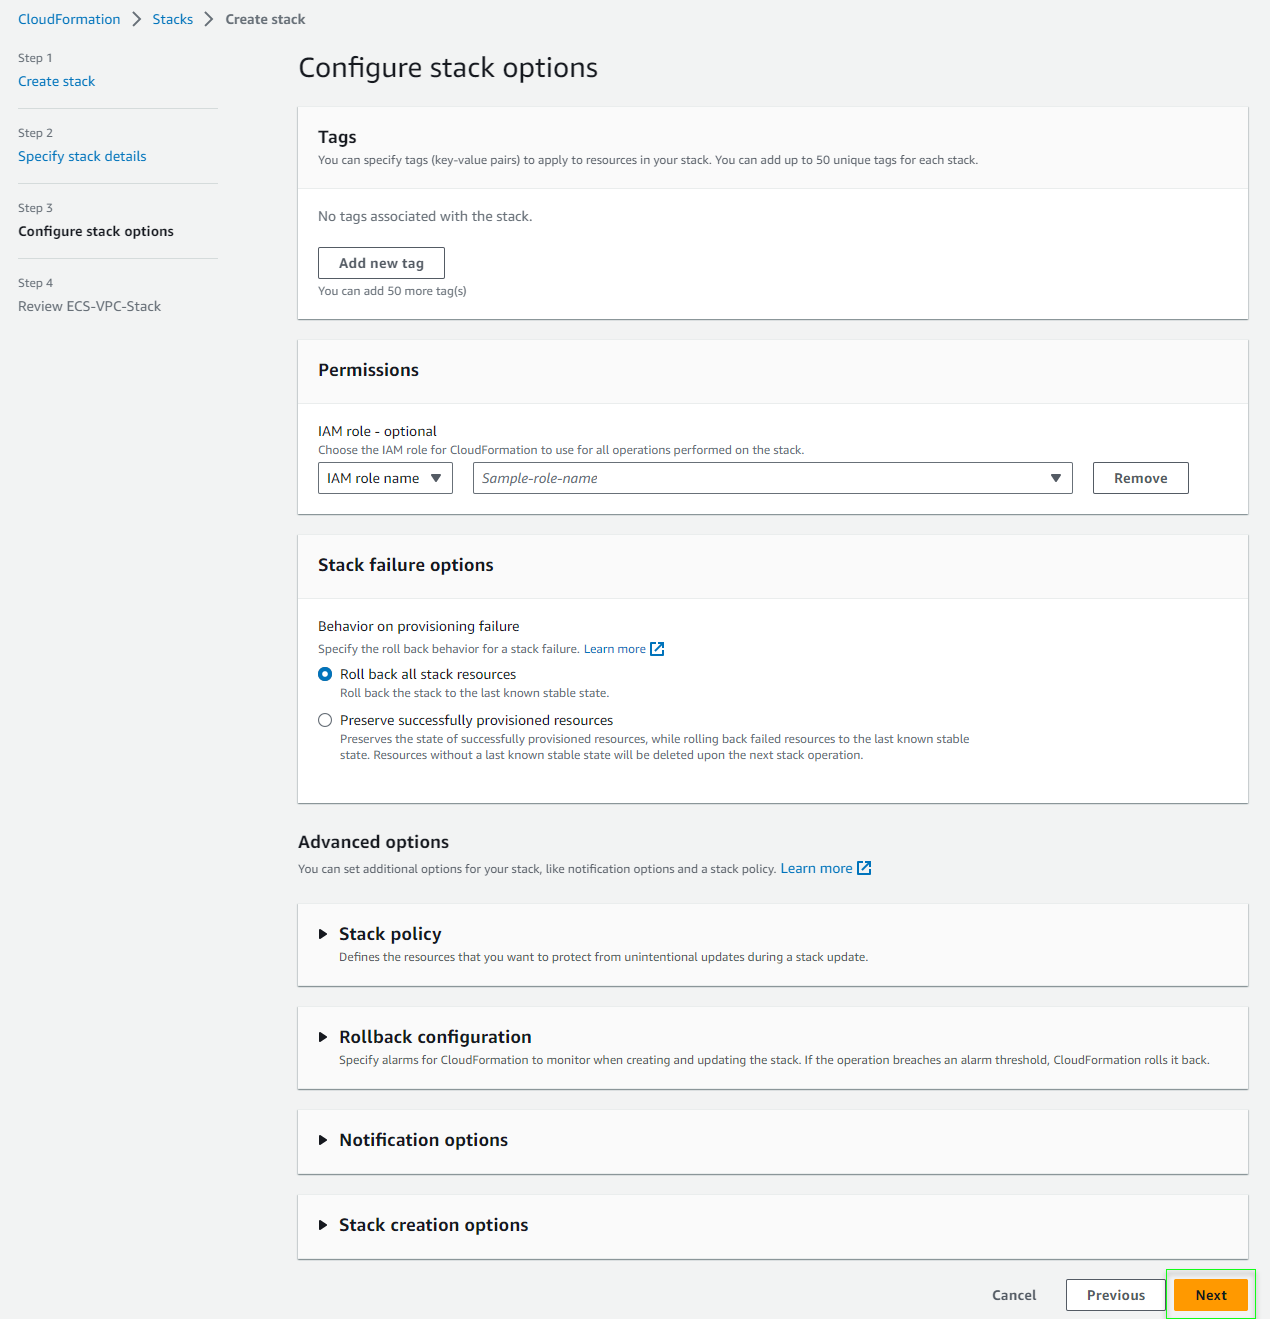 CloudFormation > Stacks > Create stack
Step 1
Create stack
Step 2
Specify stack details
Step 3
Configure stack options
Step 4
Review ECS-VPC-Stack
Configure stack options
Tags
You can specify tags (key-value pairs) to apply to resources in your stack. You can add up to 50 unique tags for each stack.
No tags associated with the stack.
Add new tag
You can add 50 more tag(s)
Permissions
IAM role - optional
Choose the IAM role for CloudFormation to use for all operations performed on the stack.
IAM role name Sample-role-name Remove
Stack failure options
Behavior on provisioning failure
Specify the roll back behavior for a stack failure. Learn more
Roll back all stack resources
Roll back the stack to the last known stable state.
Preserve successfully provisioned resources
Preserves the state of successfully provisioned resources, while rolling back failed resources to the last known stable
state. Resources without a last known stable state will be deleted upon the next stack operation.
Advanced options
You can set additional options for your stack, like notification options and a stack policy. Learn more
Stack policy
Defines the resources that you want to protect from unintentional updates during a stack update.
Rollback configuration
Specify alarms for CloudFormation to monitor when creating and updating the stack. If the operation breaches an alarm threshold, CloudFormation rolls it back.
Notification options
Stack creation options
Cancel Previous Next